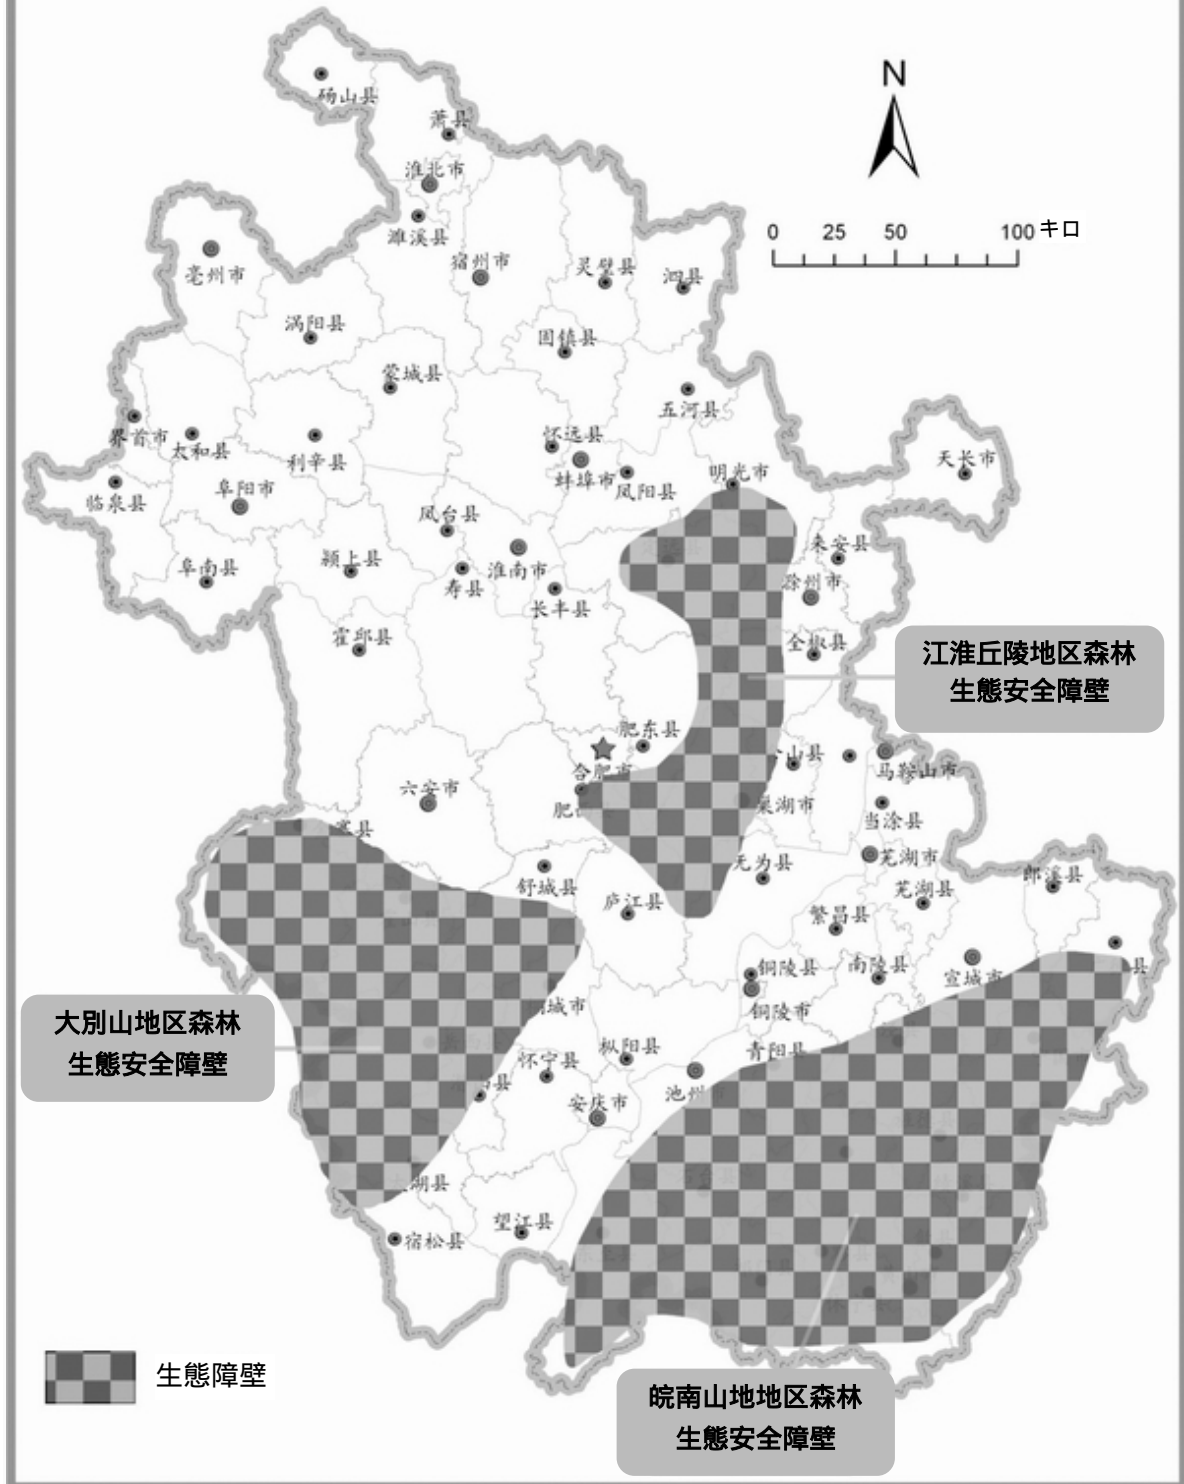 砀山县
N
萧县
淮北市
0 25 50 100 キロ
濉溪县
宿州市
灵璧县
泗县
亳州市
涡阳县
固镇县
蒙城县
五河县
界首市
太和县
利辛县
怀远县
蚌埠市
凤阳县
明光市
天长市
临泉县
阜阳市
凤台县
淮南市
来安县
滁州市
阜南县
颍上县
寿县
长丰县
霍邱县
全椒县
江淮丘陵地区森林
生態安全障壁
肥东县
合肥市
山县
马鞍山市
六安市
巢湖市
当涂县
芜湖市
无为县
舒城县
庐江县
芜湖县
郎溪县
繁昌县
铜陵县
南陵县
宣城市
县
大別山地区森林
生態安全障壁
城市
铜陵市
怀宁县
枞阳县
青阳县
池州
安庆市
湖县
望江县
宿松县
生態障壁
皖南山地地区森林
生態安全障壁